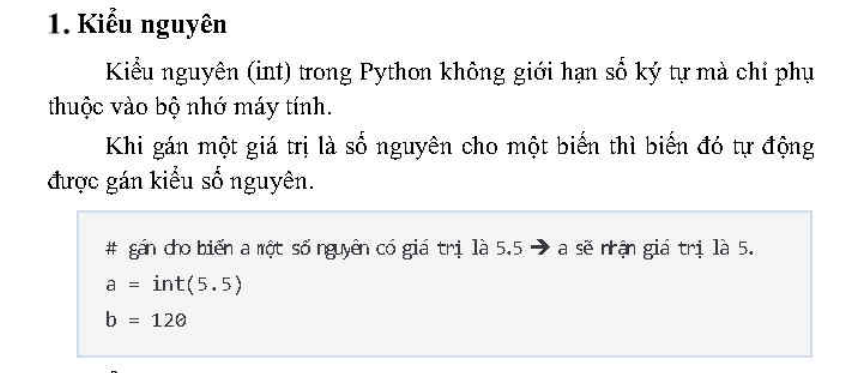 1. Kiểu nguyên
Kiểu nguyên (int) trong Python không giới hạn số ký tự mà chỉ phụ
thuộc vào bộ nhớ máy tính.
Khi gán một giá trị là số nguyên cho một biến thì biến đó tự động
được gán kiểu số nguyên.
# gán cho biến a một số nguyên có giá trị là 5.5 ➔ a sẽ nhận giá trị là 5.
a = int(5.5)
b = 120